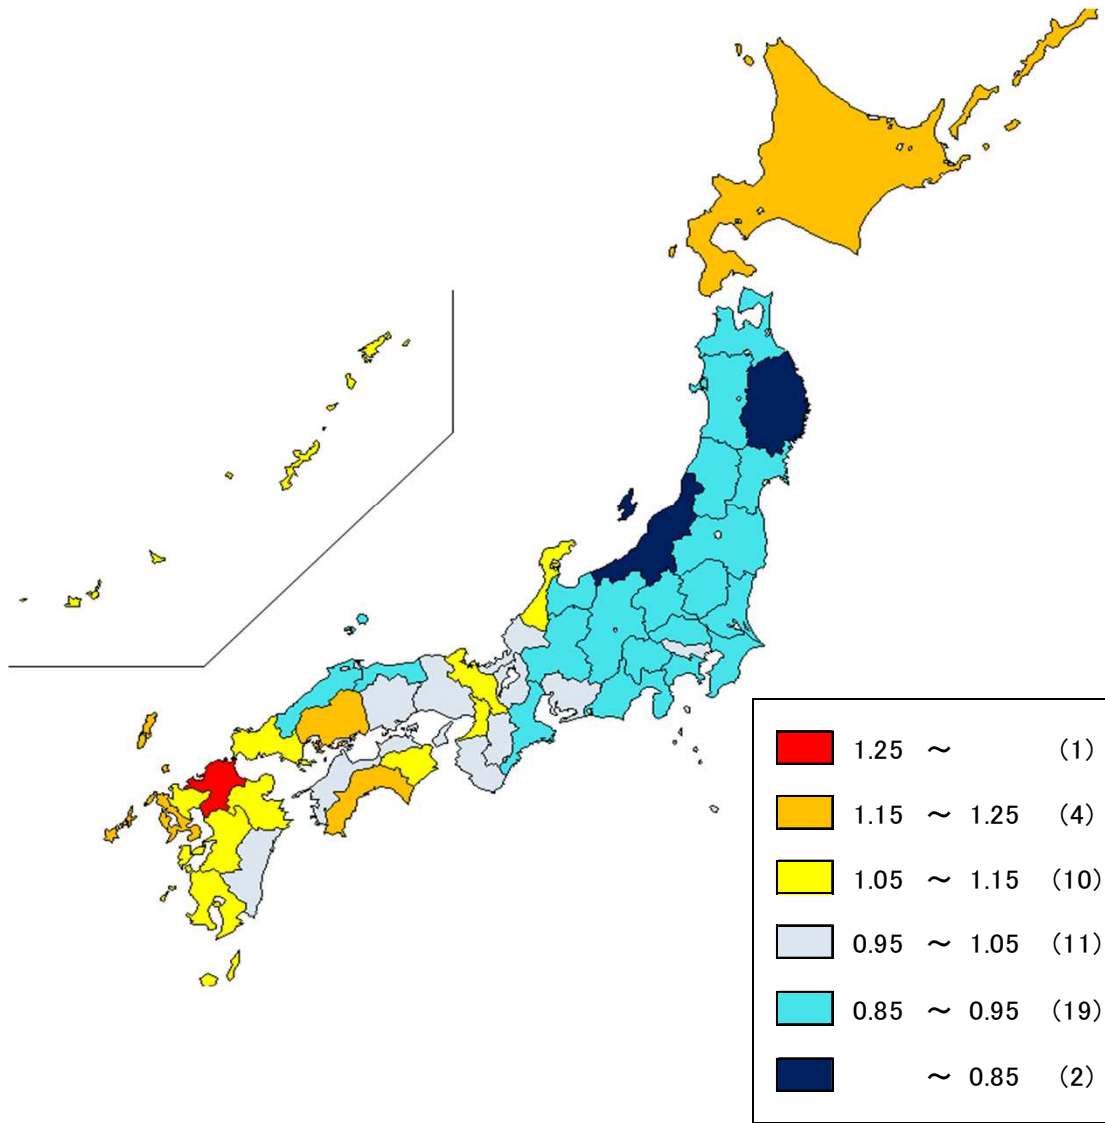 1.25 ～ （1）
1.15 ～ 1.25 （4）
1.05 ～ 1.15 （10）
0.95 ～ 1.05 （11）
0.85 ～ 0.95 （19）
～ 0.85 （2）